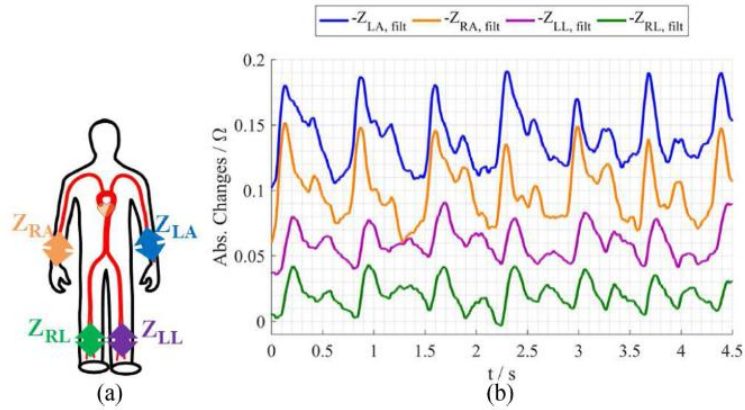 -Z_LA, filt -Z_RA, filt -Z_LL, filt -Z_RL, filt
Z_RA Z_LA
Z_RL Z_LL
(a)
Abs. Changes / Ω
0.2
0.15
0.1
0.05
0
0 0.5 1 1.5 2 2.5 3 3.5 4 4.5
t / s
(b)